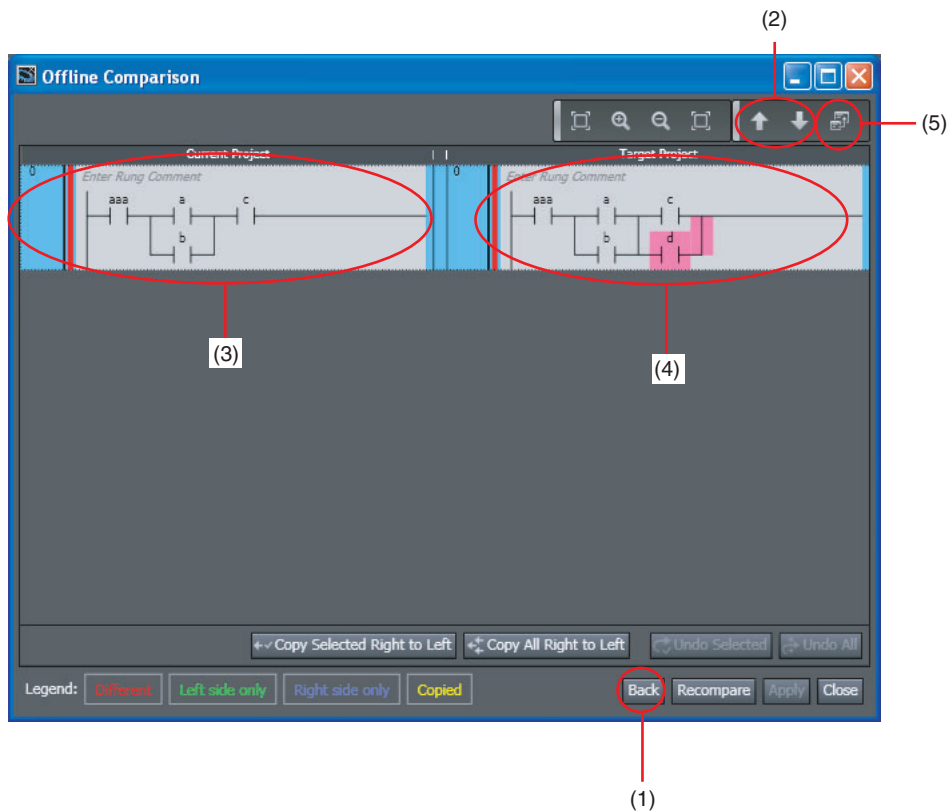 (2)
Offline Comparison
(5)
Current Project
Target Project
0
Enter Rung Comment
0
Enter Rung Comment
aaa a c
aaa a c
b
b d
(3)
(4)
Copy Selected Right to Left Copy All Right to Left Undo Selected Undo All
Legend: Different Left side only Right side only Copied Back Recompare Apply Close
(1)